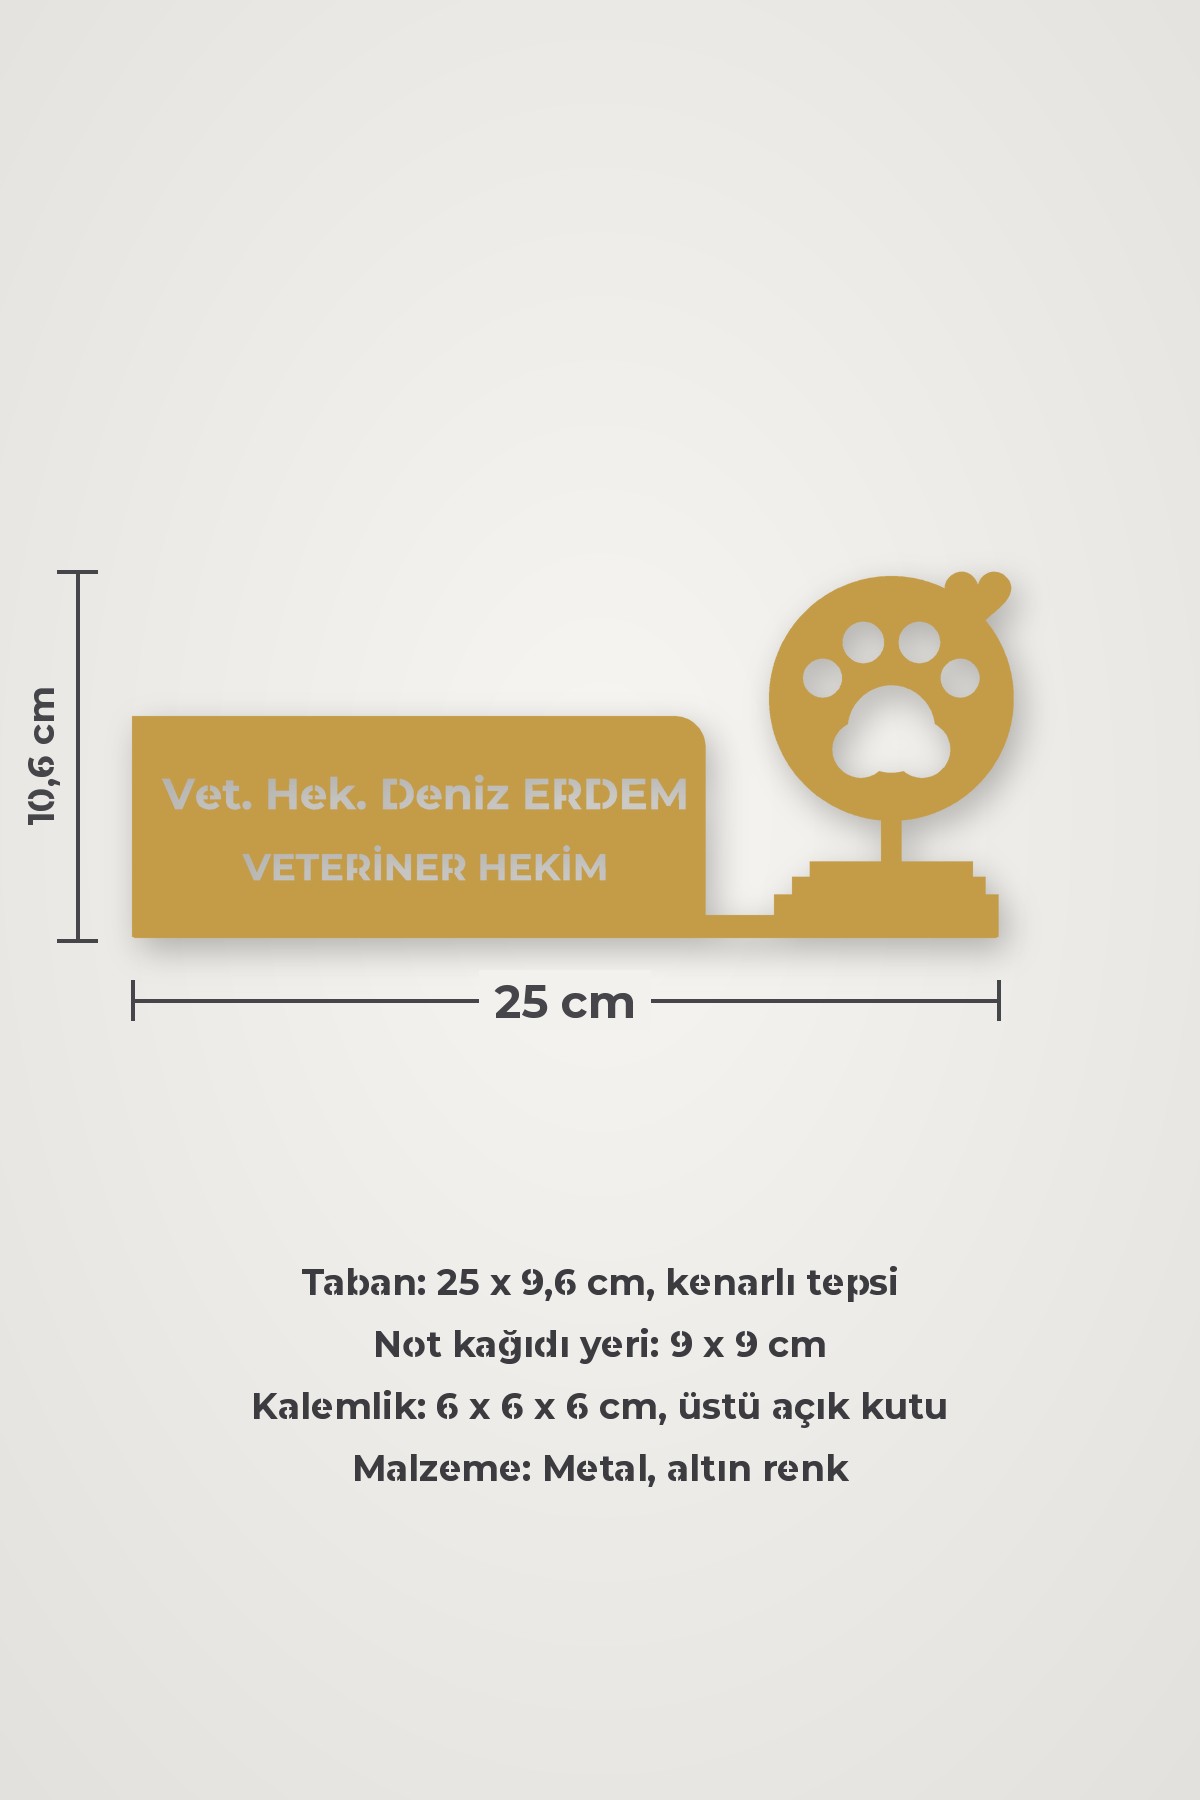 Vet. Hek. Deniz ERDEM
VETERİNER HEKİM
10,6 cm
25 cm
Taban: 25 x 9,6 cm, kenarlı tepsi
Not kağıdı yeri: 9 x 9 cm
Kalemlik: 6 x 6 x 6 cm, üstü açık kutu
Malzeme: Metal, altın renk